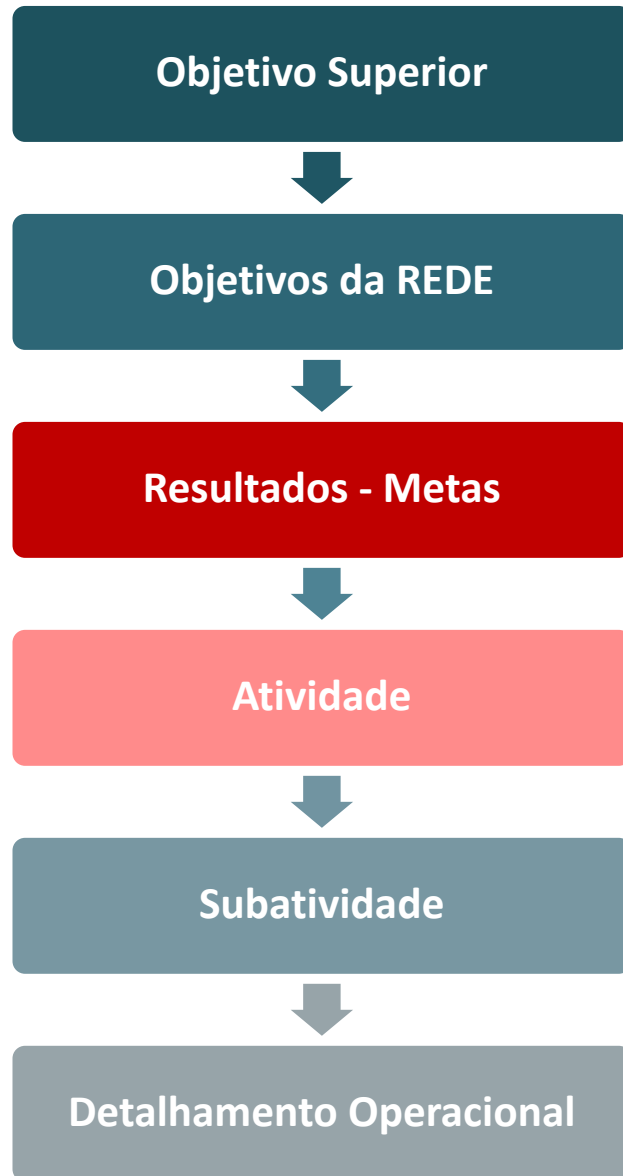 Objetivo Superior
Objetivos da REDE
Resultados - Metas
Atividade
Subatividade
Detalhamento Operacional